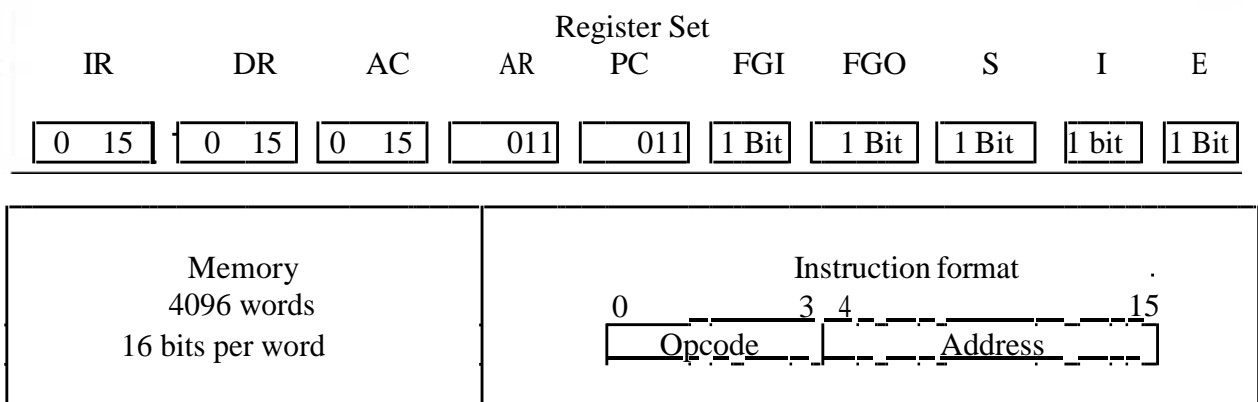 Register Set
IR DR AC AR PC FGI FGO S I E
0 15 0 15 0 15 011 011 1 Bit 1 Bit 1 Bit 1 bit 1 Bit
Memory
4096 words
16 bits per word
Instruction format
0 3 4 15
Opcode Address